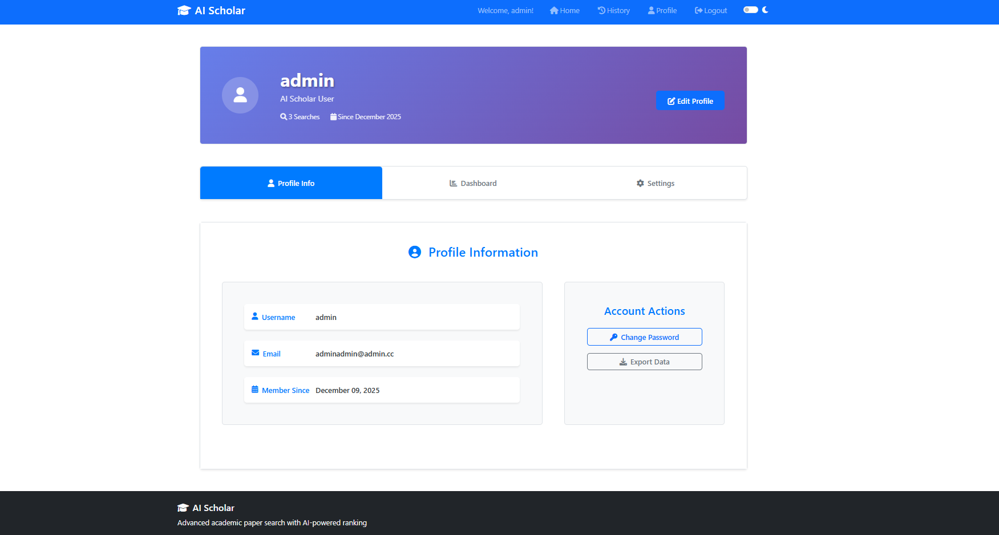 AI Scholar
Welcome, admin! Home History Profile Logout
admin
AI Scholar User
3 Searches Since December 2025
Edit Profile
Profile Info Dashboard Settings
Profile Information
Username admin
Email adminadmin@admin.cc
Member Since December 09, 2025
Account Actions
Change Password
Export Data
AI Scholar
Advanced academic paper search with AI-powered ranking